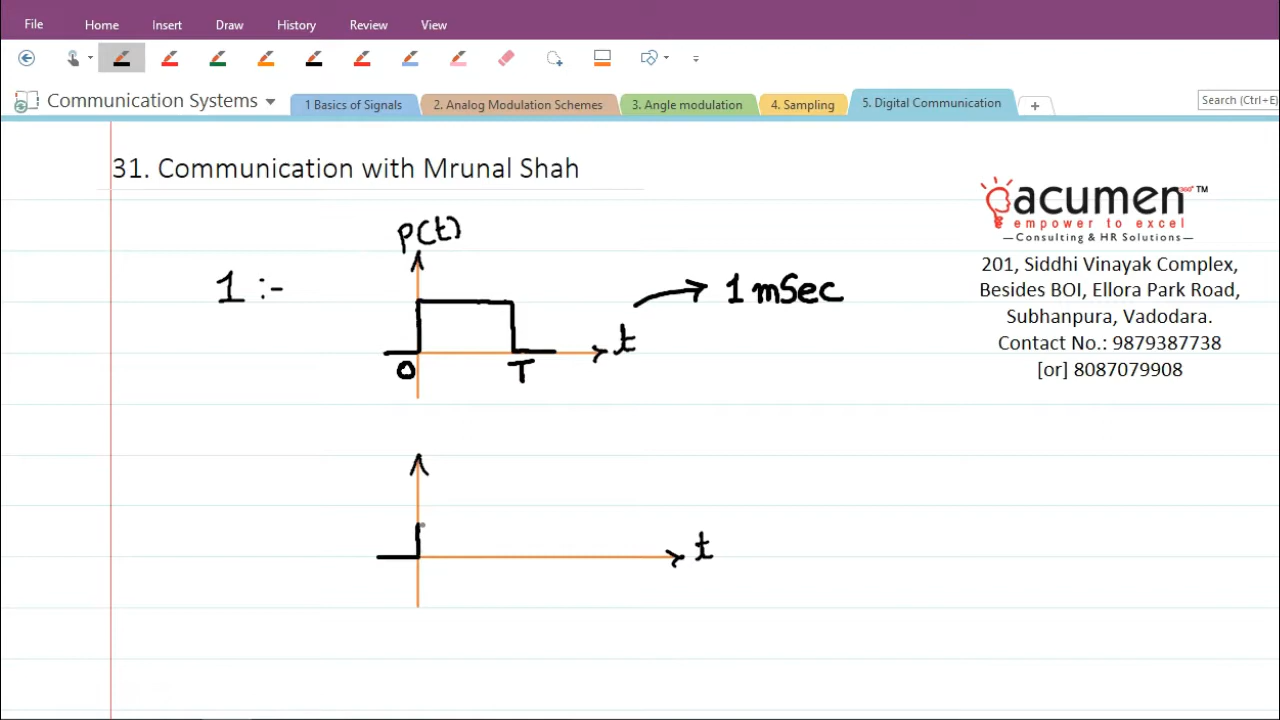 File Home Insert Draw History Review View
Communication Systems 1 Basics of Signals 2. Analog Modulation Schemes 3. Angle modulation 4. Sampling 5. Digital Communication + Search (Ctrl+E)
31. Communication with Mrunal Shah
acumen 360° TM
empower to excel
Consulting & HR Solutions
201, Siddhi Vinayak Complex,
Besides BOI, Ellora Park Road,
Subhanpura, Vadodara.
Contact No.: 9879387738
[or] 8087079908
P(t)
1 :-
1 mSec
t
0 T
t